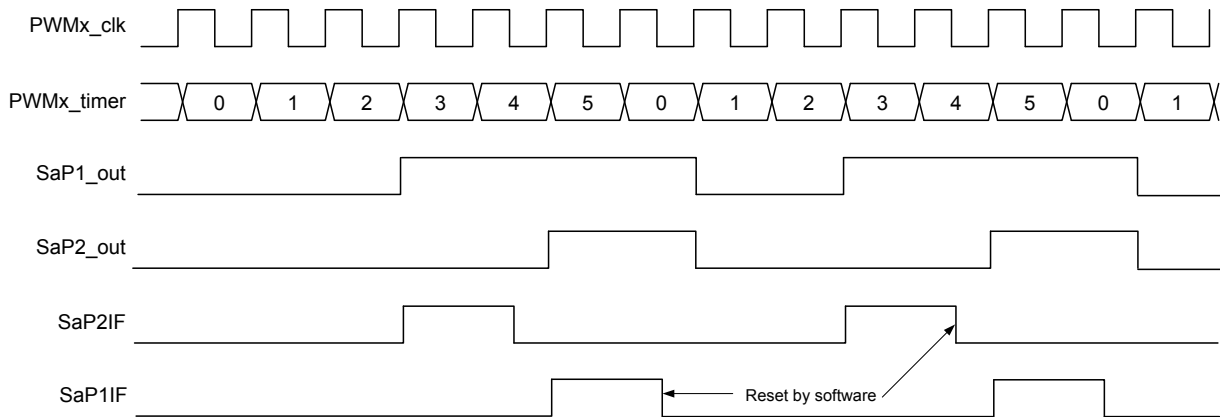 PWMx_clk
PWMx_timer 0 1 2 3 4 5 0 1 2 3 4 5 0 1
SaP1_out
SaP2_out
SaP2IF
SaP1IF Reset by software